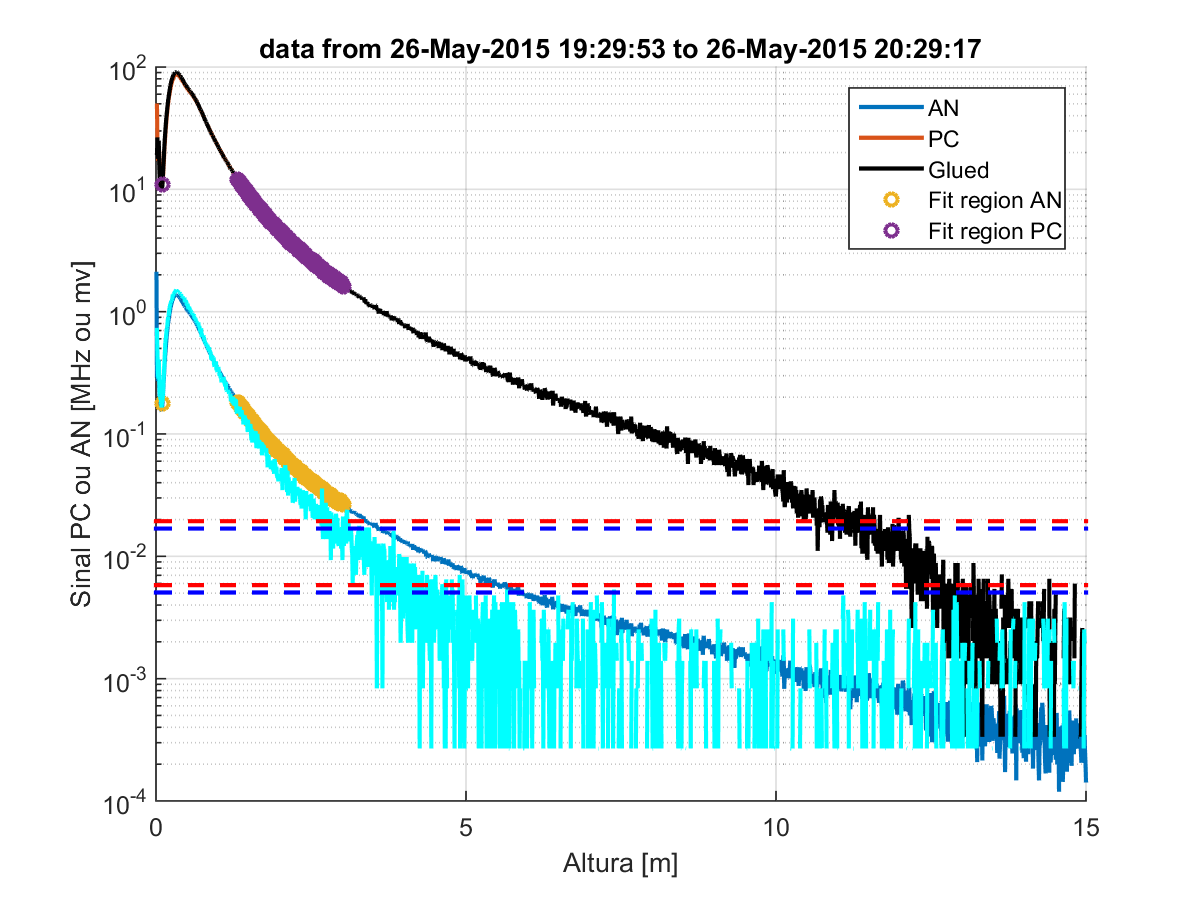 data from 26-May-2015 19:29:53 to 26-May-2015 20:29:17
AN
PC
Glued
Fit region AN
Fit region PC
Sinal PC ou AN [MHz ou mv]
10^2
10^1
10^0
10^-1
10^-2
10^-3
10^-4
0 5 10 15
Altura [m]